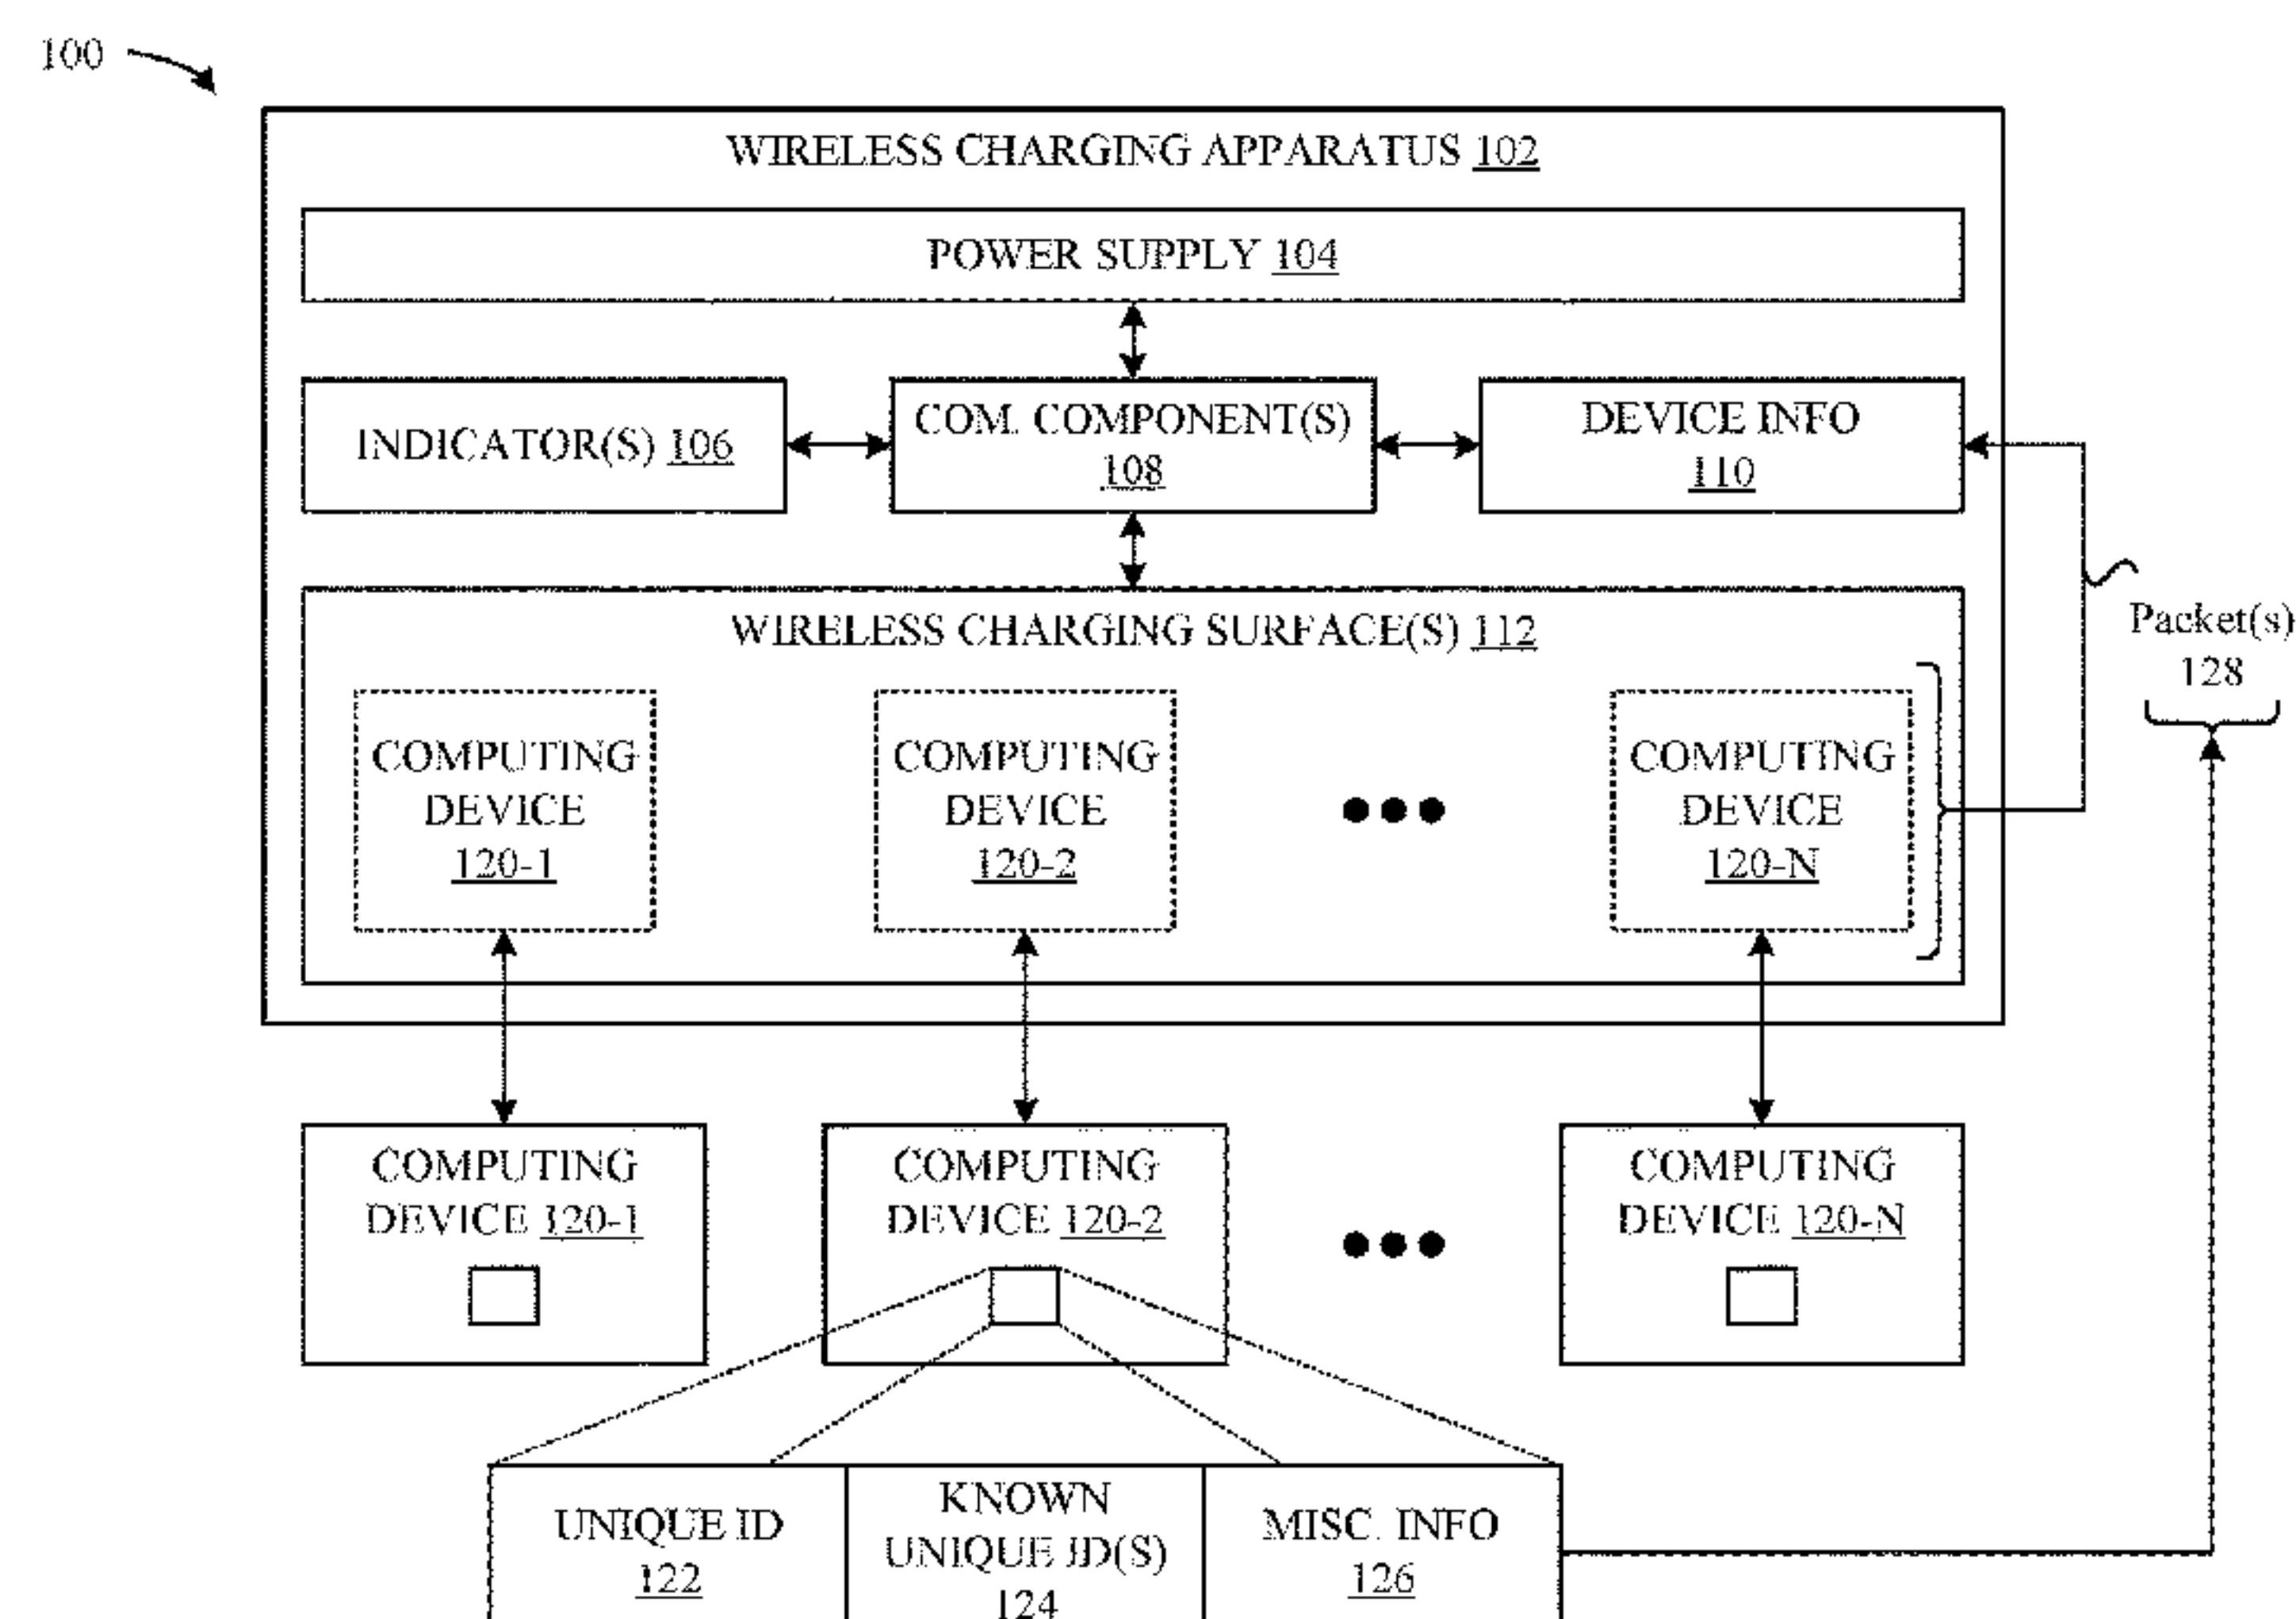 100
WIRELESS CHARGING APPARATUS 102
POWER SUPPLY 104
INDICATOR(S) 106
COM. COMPONENT(S)
108
DEVICE INFO
110
WIRELESS CHARGING SURFACE(S) 112
Packet(s)
128
COMPUTING
DEVICE
120-1
COMPUTING
DEVICE
120-2
COMPUTING
DEVICE
120-N
COMPUTING
DEVICE 120-1
COMPUTING
DEVICE 120-2
COMPUTING
DEVICE 120-N
UNIQUE ID
122
KNOWN
UNIQUE ID(S)
124
MISC. INFO
126